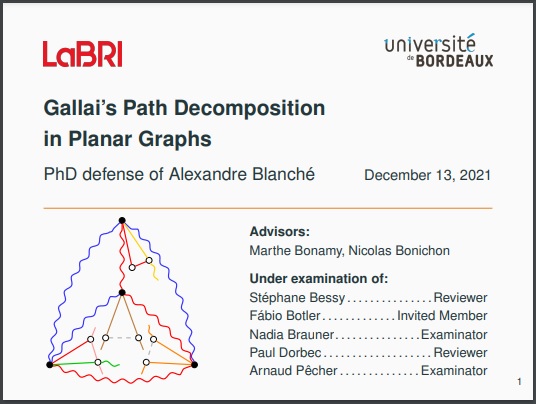 LaBRI
université
de BORDEAUX
Gallai's Path Decomposition
in Planar Graphs
PhD defense of Alexandre Blanché
December 13, 2021
Advisors:
Marthe Bonamy, Nicolas Bonichon
Under examination of:
Stéphane Bessy..............Reviewer
Fábio Botler............Invited Member
Nadia Brauner..............Examinator
Paul Dorbec..................Reviewer
Arnaud Pêcher.............Examinator
1